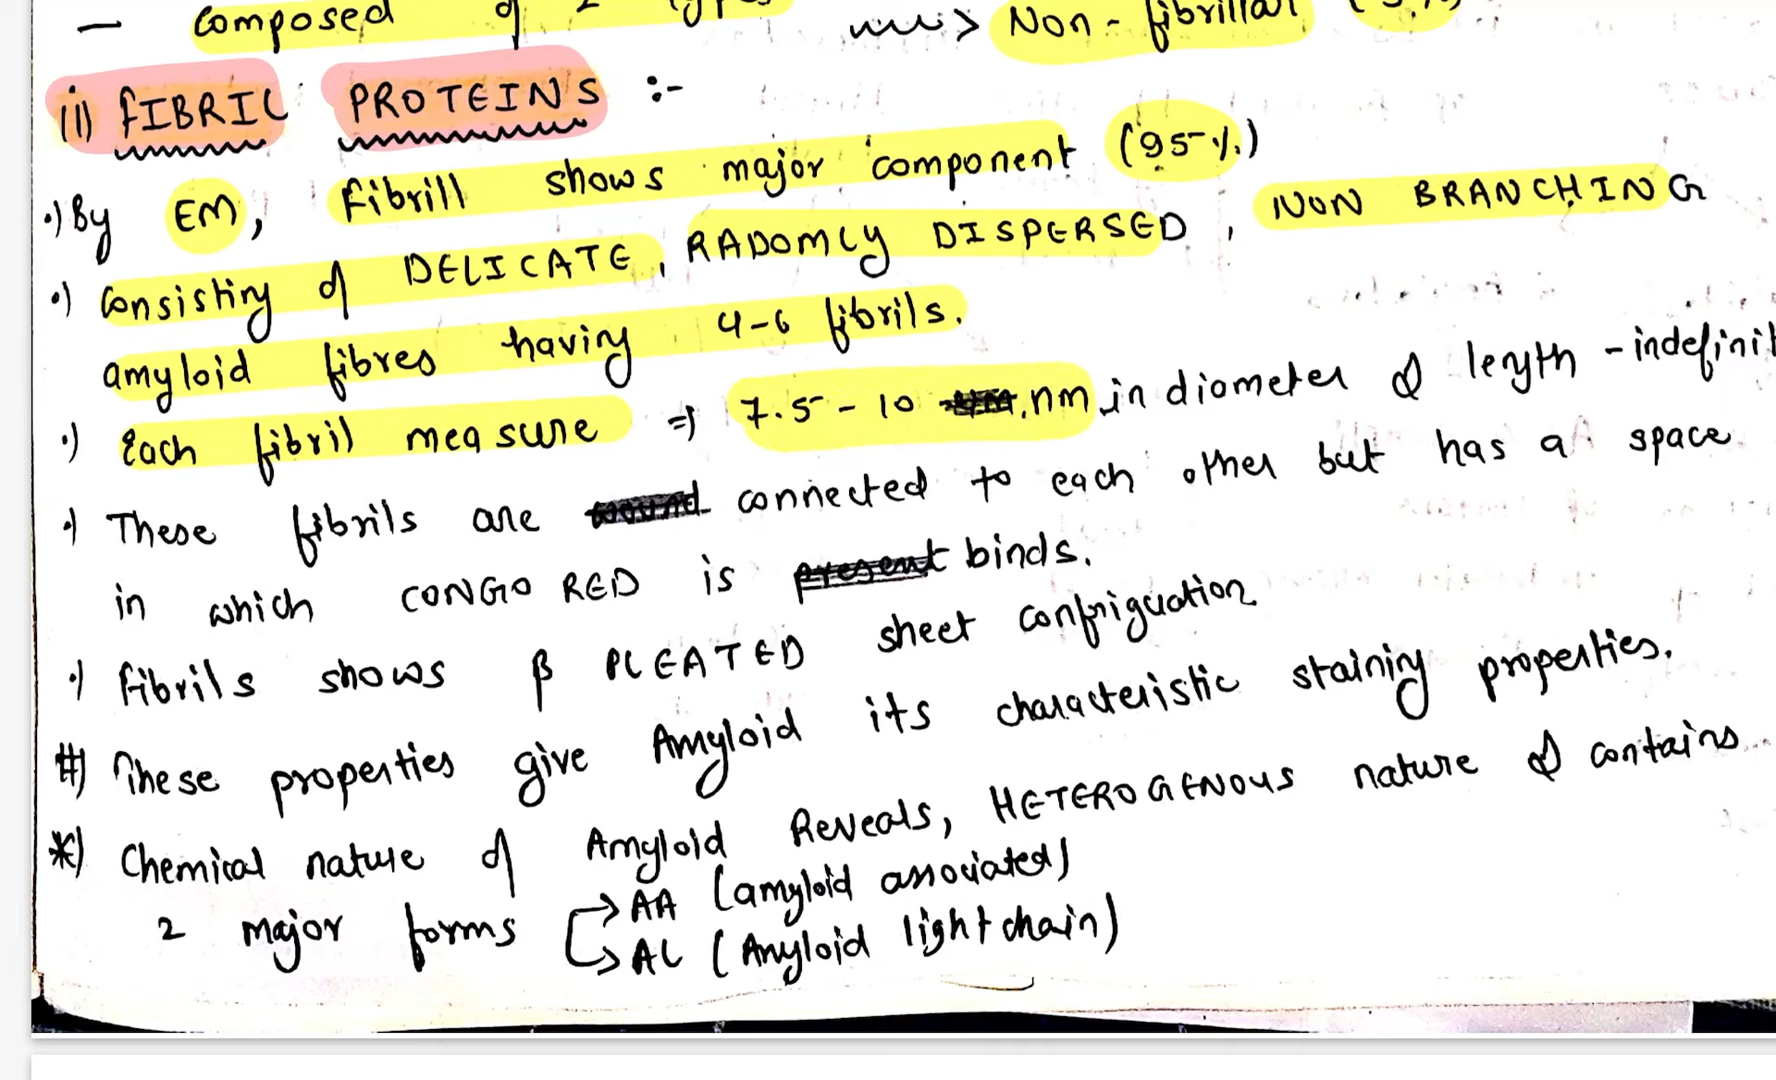 — Composed of 2 > Non - fibrillar
(i) FIBRIL PROTEINS :-
•) By EM, fibrill shows major component (95%)
•) Consisting of DELICATE, RADOMLY DISPERSED, NON BRANCHING
amyloid fibres having 4-6 fibrils.
•) Each fibril measure => 7.5 - 10 nm in diameter & length - indefinit
•) These fibrils are connected to each other but has a space
in which CONGO RED is binds.
•) fibrils shows β PLEATED sheet confriguation
#) These properties give Amyloid its characteristic staining properties.
*) Chemical nature of Amyloid Reveals, HETEROGENOUS nature & contains
2 major forms → AA (amyloid associated)
→ AL (Amyloid light chain)